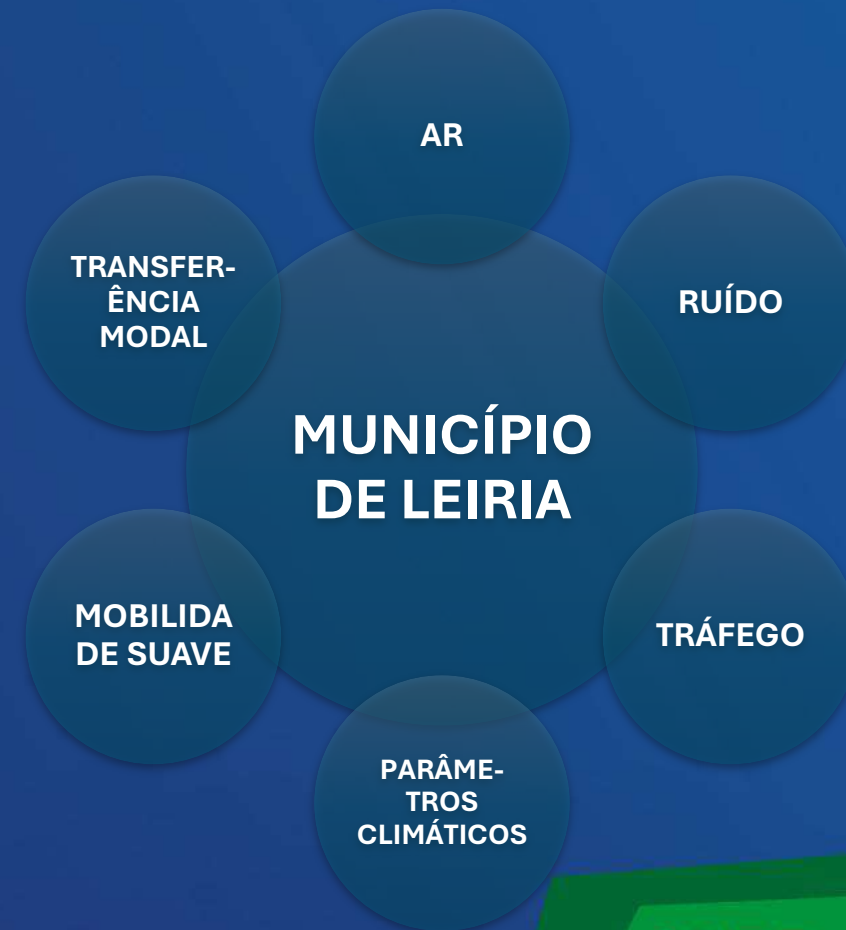 AR
TRANSFER-
ÊNCIA
MODAL
RUÍDO
MUNICÍPIO
DE LEIRIA
MOBILIDA
DE SUAVE
TRÁFEGO
PARÂME-
TROS
CLIMÁTICOS